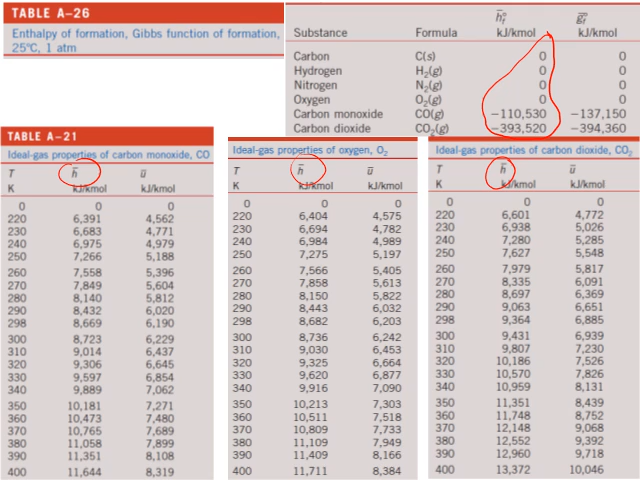 TABLE A–26
Enthalpy of formation, Gibbs function of formation,
25°C, 1 atm
h̄°f ḡ°f
Substance Formula kJ/kmol kJ/kmol
Carbon C(s) 0 0
Hydrogen H₂(g) 0 0
Nitrogen N₂(g) 0 0
Oxygen O₂(g) 0 0
Carbon monoxide CO(g) −110,530 −137,150
Carbon dioxide CO₂(g) −393,520 −394,360
TABLE A–21
Ideal-gas properties of carbon monoxide, CO
T h̄ ū
K kJ/kmol kJ/kmol
0 0 0
220 6,391 4,562
230 6,683 4,771
240 6,975 4,979
250 7,266 5,188
260 7,558 5,396
270 7,849 5,604
280 8,140 5,812
290 8,432 6,020
298 8,669 6,190
300 8,723 6,229
310 9,014 6,437
320 9,306 6,645
330 9,597 6,854
340 9,889 7,062
350 10,181 7,271
360 10,473 7,480
370 10,765 7,689
380 11,058 7,899
390 11,351 8,108
400 11,644 8,319
Ideal-gas properties of oxygen, O₂
T h̄ ū
K kJ/kmol kJ/kmol
0 0 0
220 6,404 4,575
230 6,694 4,782
240 6,984 4,989
250 7,275 5,197
260 7,566 5,405
270 7,858 5,613
280 8,150 5,822
290 8,443 6,032
298 8,682 6,203
300 8,736 6,242
310 9,030 6,453
320 9,325 6,664
330 9,620 6,877
340 9,916 7,090
350 10,213 7,303
360 10,511 7,518
370 10,809 7,733
380 11,109 7,949
390 11,409 8,166
400 11,711 8,384
Ideal-gas properties of carbon dioxide, CO₂
T h̄ ū
K kJ/kmol kJ/kmol
0 0 0
220 6,601 4,772
230 6,938 5,026
240 7,280 5,285
250 7,627 5,548
260 7,979 5,817
270 8,335 6,091
280 8,697 6,369
290 9,063 6,651
298 9,364 6,885
300 9,431 6,939
310 9,807 7,230
320 10,186 7,526
330 10,570 7,826
340 10,959 8,131
350 11,351 8,439
360 11,748 8,752
370 12,148 9,068
380 12,552 9,392
390 12,960 9,718
400 13,372 10,046